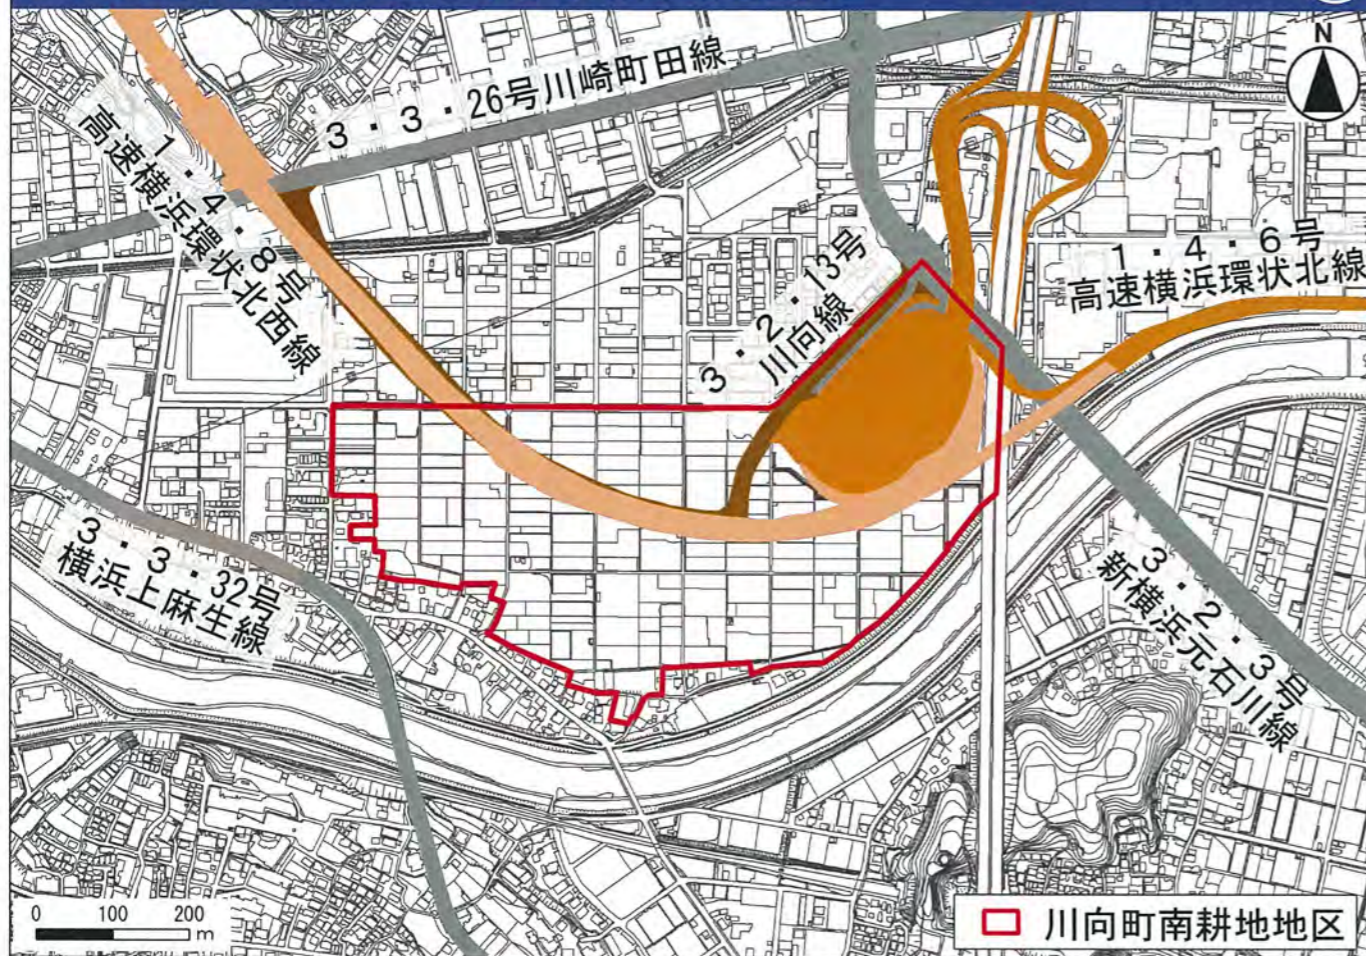 N
3・3・26号川崎町田線
1・4・8号
高速横浜環状北西線
1・4・6号
高速横浜環状北線
3・2・13号
川向線
3・3・32号
横浜上麻生線
3・2・3号
新横浜元石川線
0 100 200
m
川向町南耕地地区